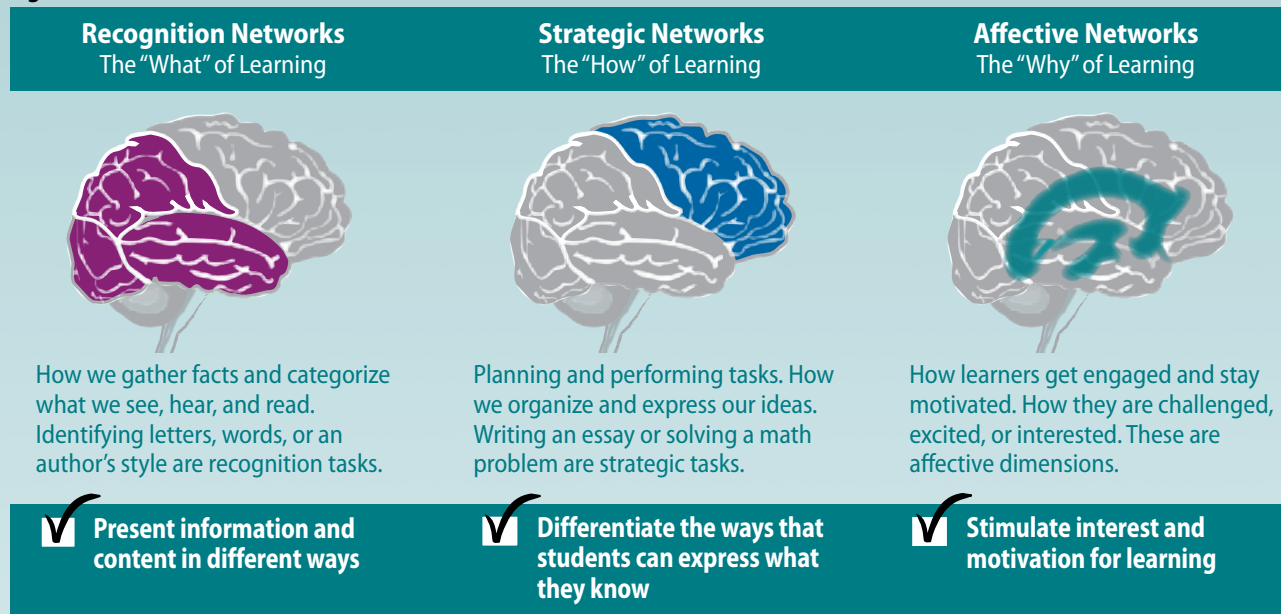 Recognition Networks
The “What” of Learning
How we gather facts and categorize
what we see, hear, and read.
Identifying letters, words, or an
author’s style are recognition tasks.
Present information and
content in different ways
Strategic Networks
The “How” of Learning
Planning and performing tasks. How
we organize and express our ideas.
Writing an essay or solving a math
problem are strategic tasks.
Differentiate the ways that
students can express what
they know
Affective Networks
The “Why” of Learning
How learners get engaged and stay
motivated. How they are challenged,
excited, or interested. These are
affective dimensions.
Stimulate interest and
motivation for learning